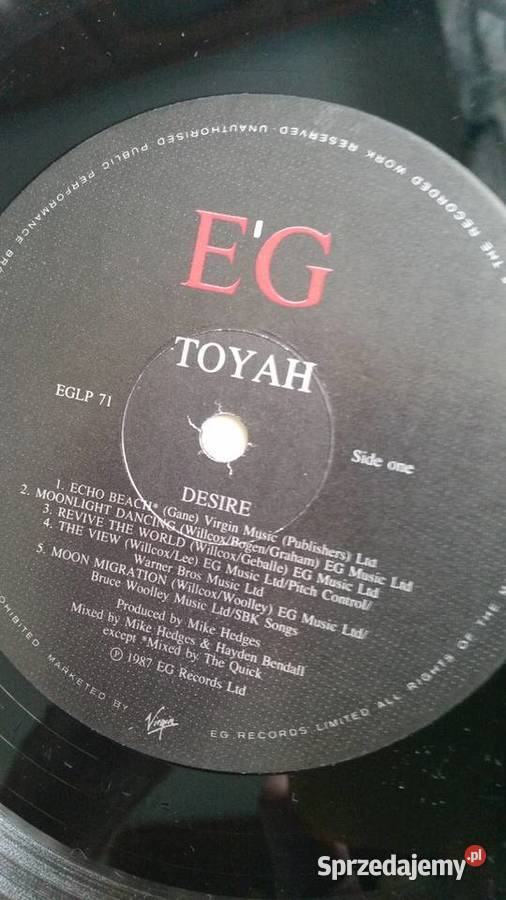 E'G
TOYAH
EGLP 71
Side one
DESIRE
1. ECHO BEACH* (Gane) Virgin Music (Publishers) Ltd
2. MOONLIGHT DANCING (Willcox/Bogen/Graham) EG Music Ltd
3. REVIVE THE WORLD (Willcox/Geballe) EG Music Ltd
4. THE VIEW (Willcox/Lee) EG Music Ltd/Pitch Control/
Warner Bros Music Ltd
5. MOON MIGRATION (Willcox/Woolley) EG Music Ltd/
Bruce Woolley Music Ltd/SBK Songs
Produced by Mike Hedges
Mixed by Mike Hedges & Hayden Bendall
except *Mixed by The Quick
℗ 1987 EG Records Ltd
MARKETED BY Virgin
EG RECORDS LIMITED ALL RIGHTS OF THE
THE RECORDED WORK RESERVED · UNAUTHORISED PUBLIC PERFORMANCE
Sprzedajemy.pl